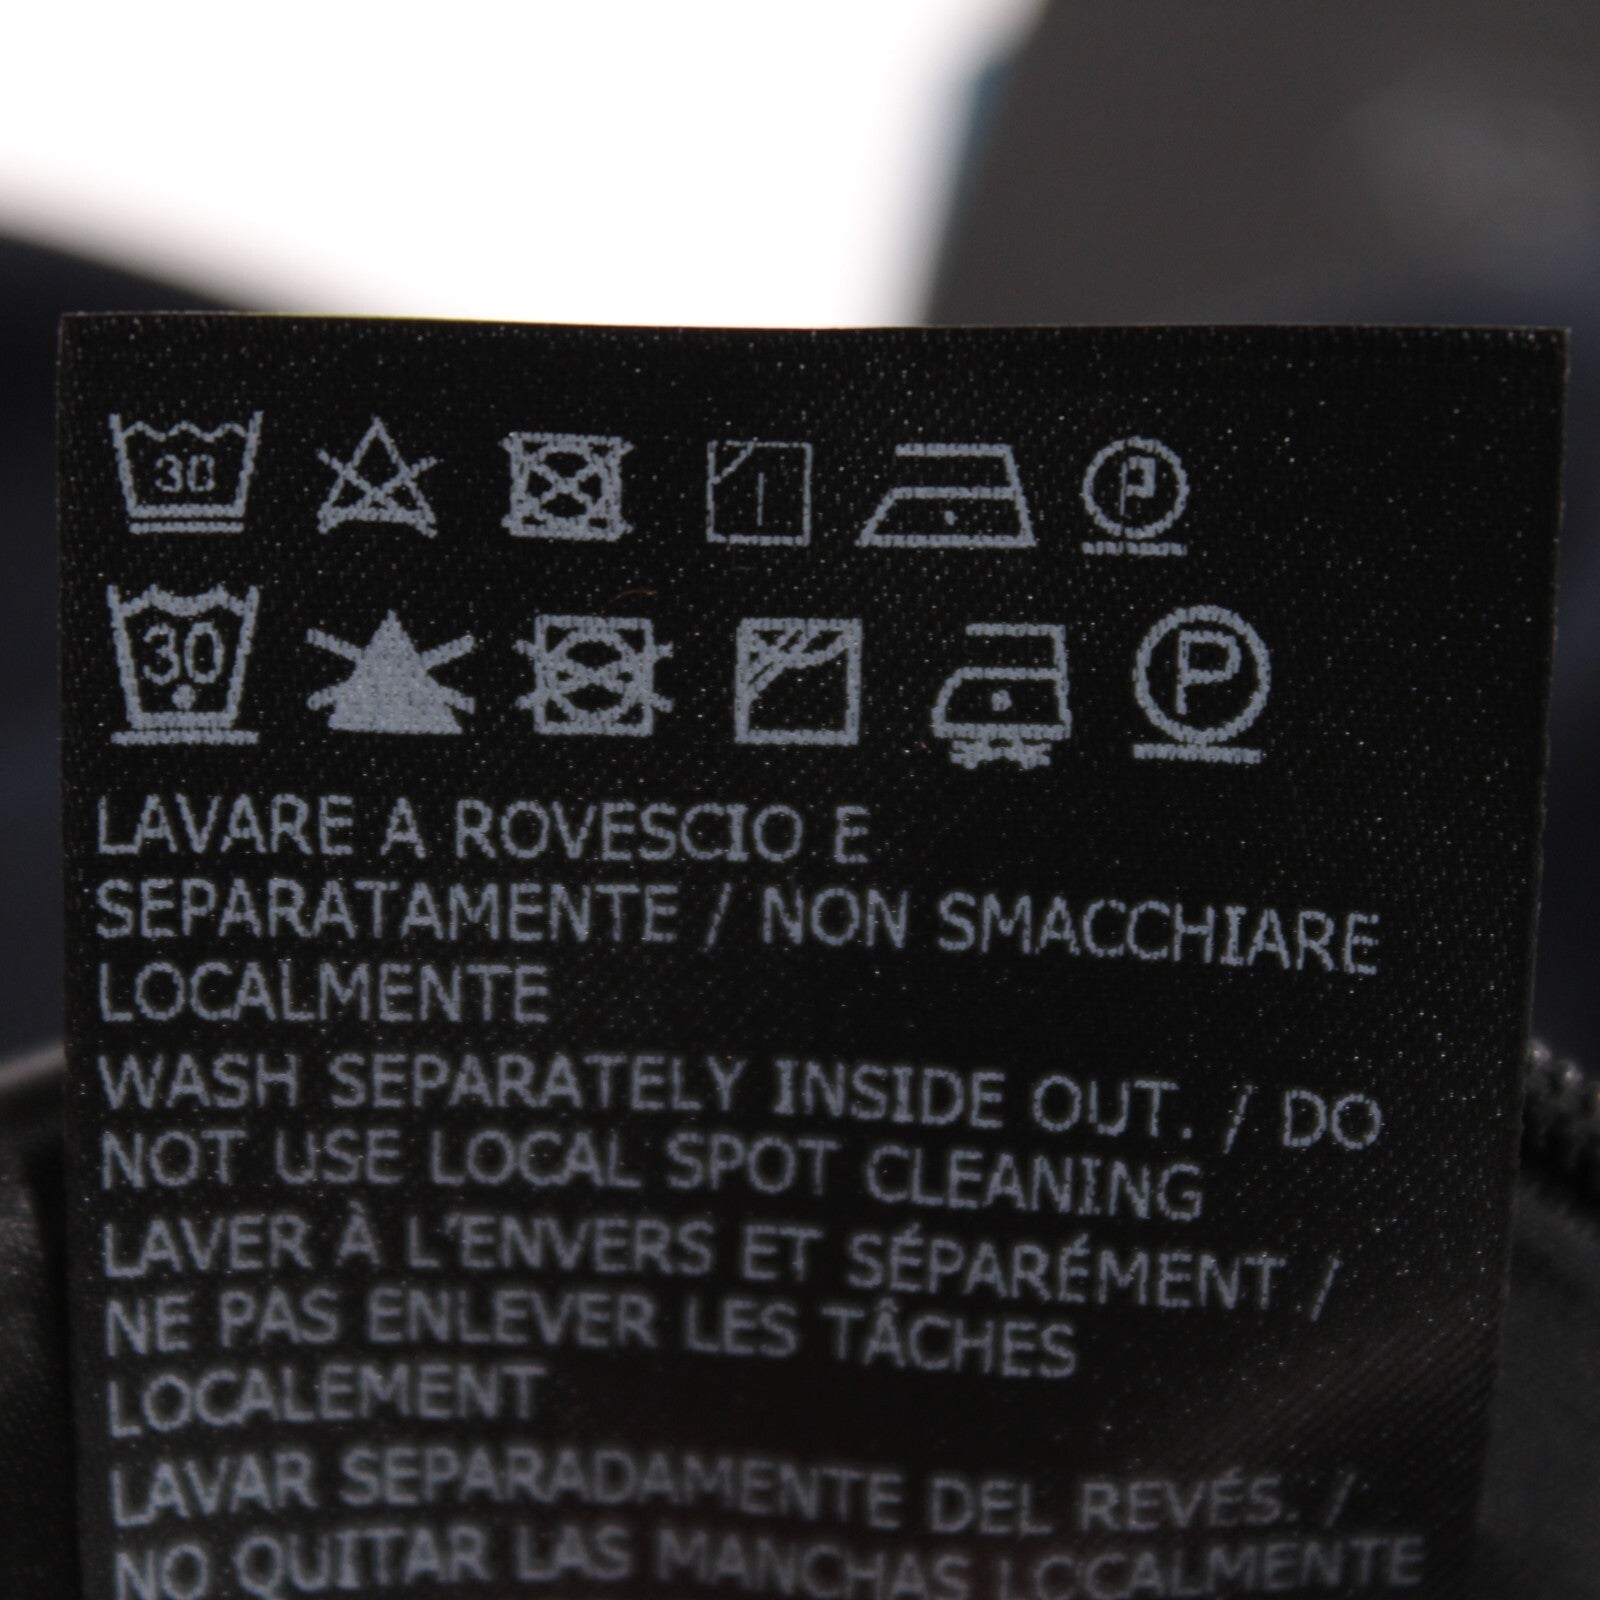 30 P
30 P
LAVARE A ROVESCIO E
SEPARATAMENTE / NON SMACCHIARE
LOCALMENTE
WASH SEPARATELY INSIDE OUT. / DO
NOT USE LOCAL SPOT CLEANING
LAVER À L'ENVERS ET SÉPARÉMENT /
NE PAS ENLEVER LES TÂCHES
LOCALEMENT
LAVAR SEPARADAMENTE DEL REVÉS. /
NO QUITAR LAS MANCHAS LOCALMENTE